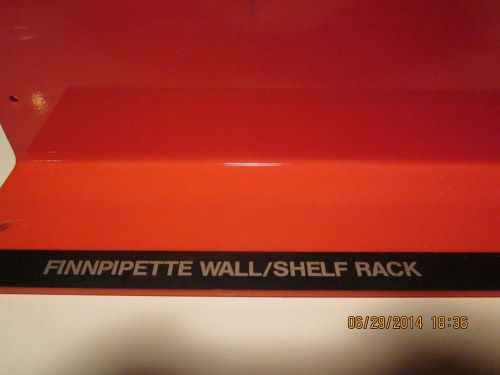 FINNPIPETTE WALL/SHELF RACK
06/29/2014 18:36